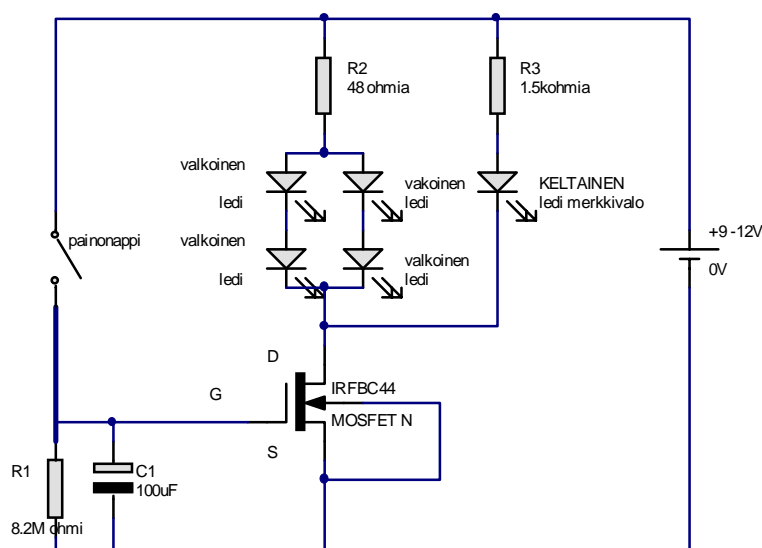 R2
48 ohmia
R3
1.5kohmia
valkoinen
ledi
vakoinen
ledi
KELTAINEN
ledi merkkivalo
valkoinen
ledi
valkoinen
ledi
painonappi
+9 -12V
0V
D
G
S
IRFBC44
MOSFET N
R1
8.2M ohmi
C1
100uF